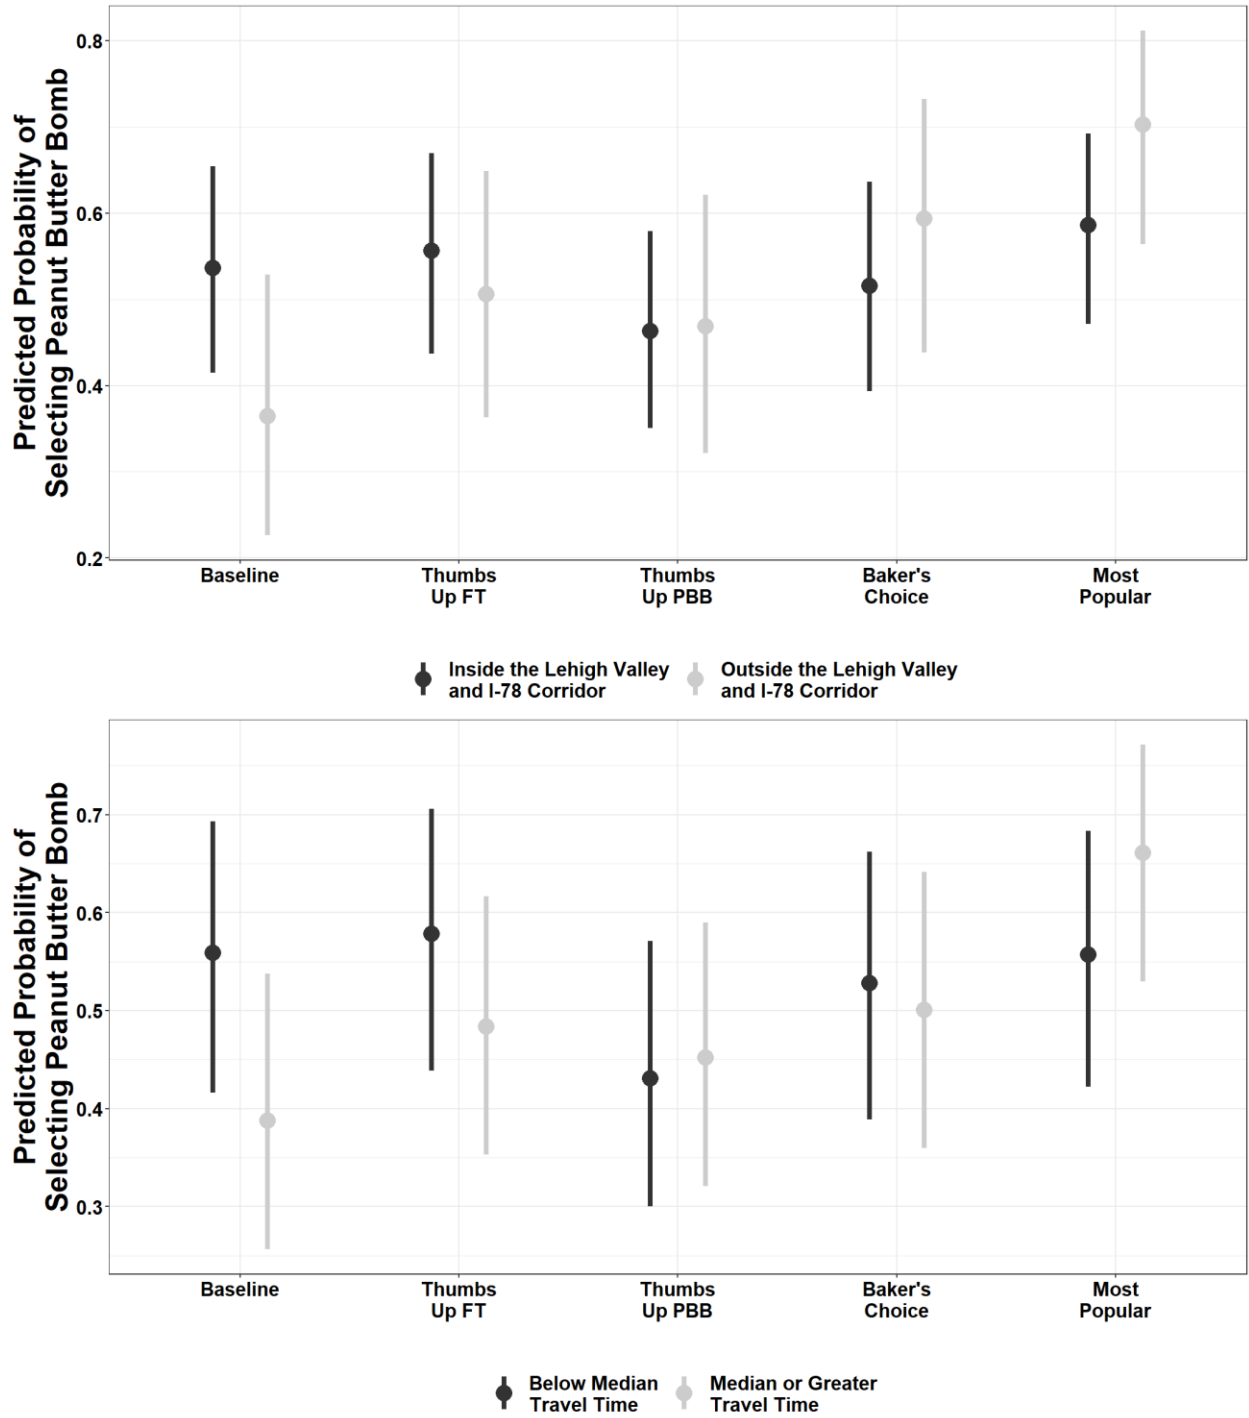 Predicted Probability of
Selecting Peanut Butter Bomb
0.8
0.6
0.4
0.2
Baseline
Thumbs
Up FT
Thumbs
Up PBB
Baker's
Choice
Most
Popular
Inside the Lehigh Valley
and I-78 Corridor
Outside the Lehigh Valley
and I-78 Corridor
Predicted Probability of
Selecting Peanut Butter Bomb
0.7
0.6
0.5
0.4
0.3
Baseline
Thumbs
Up FT
Thumbs
Up PBB
Baker's
Choice
Most
Popular
Below Median
Travel Time
Median or Greater
Travel Time